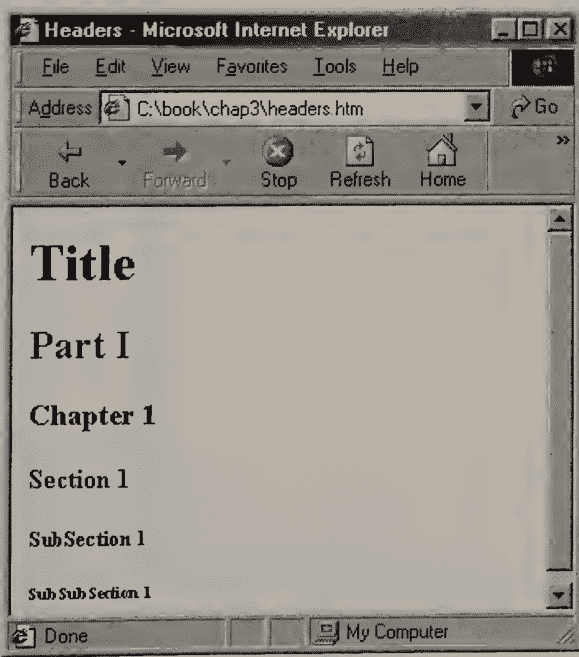 Headers - Microsoft Internet Explorer
File Edit View Favorites Tools Help
Address C:\book\chap3\headers.htm Go
Back Forward Stop Refresh Home »
Title
Part I
Chapter 1
Section 1
SubSection 1
Sub Sub Section 1
Done My Computer